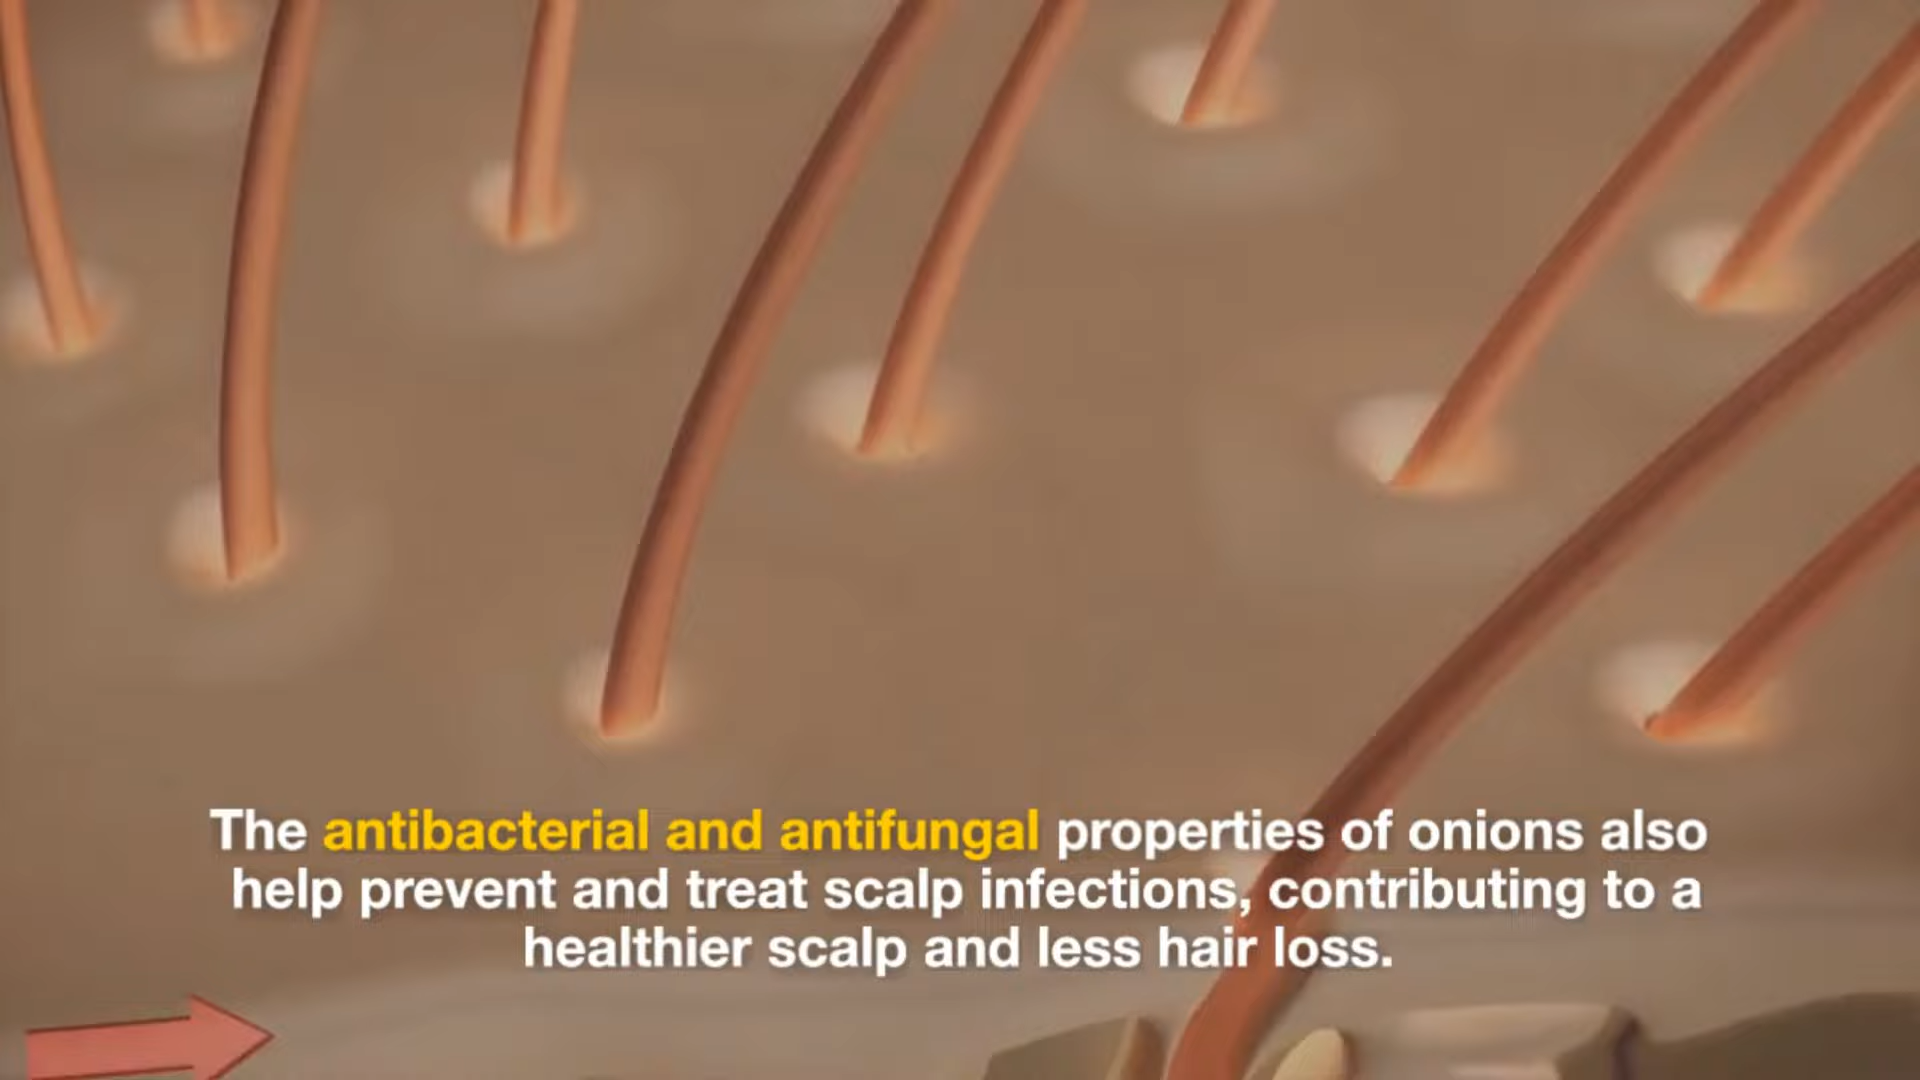 The antibacterial and antifungal properties of onions also
help prevent and treat scalp infections, contributing to a
healthier scalp and less hair loss.